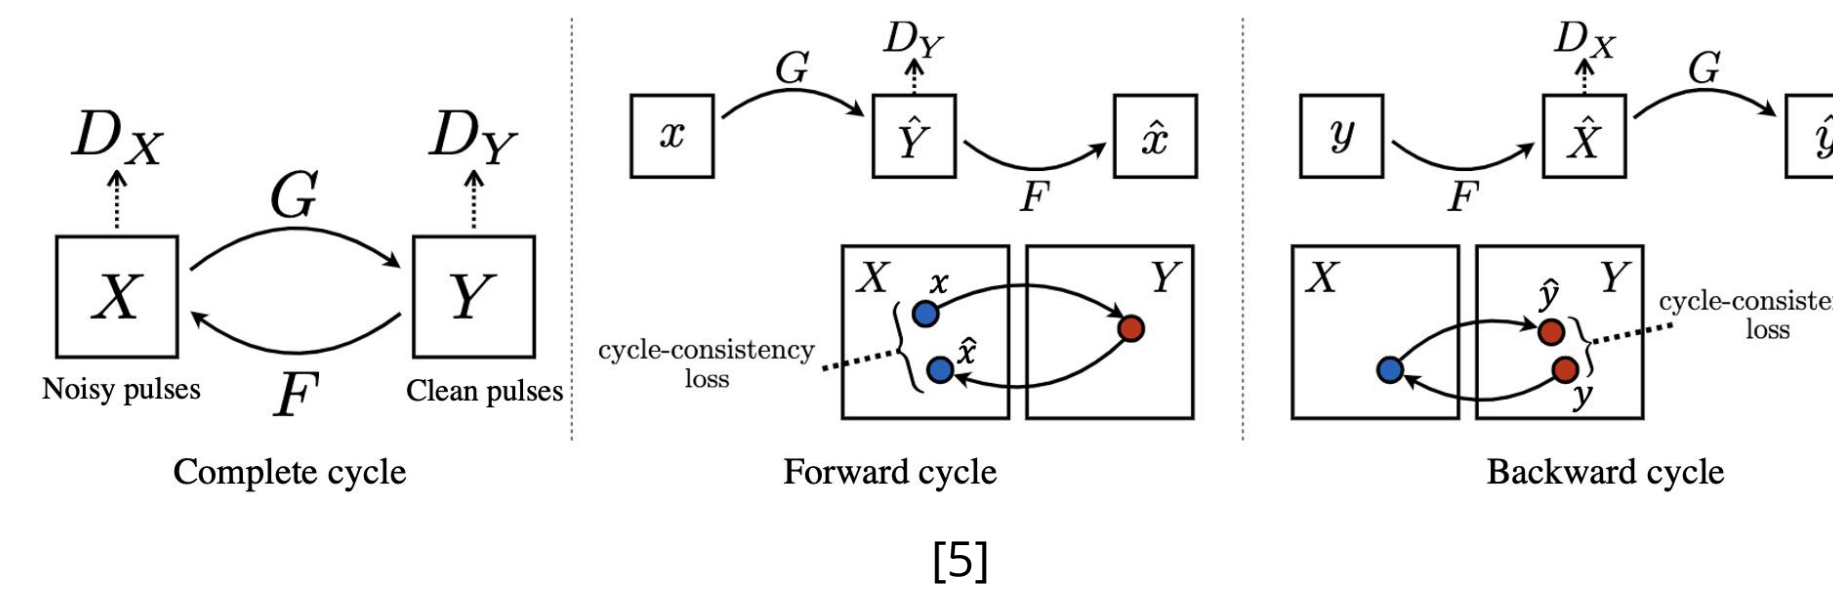 D_X
D_Y
G
X
Y
Noisy pulses
F
Clean pulses
Complete cycle
G
D_Y
x
Ŷ
x̂
F
X
x
Y
cycle-consistency
loss
x̂
Forward cycle
D_X
G
y
X̂
ŷ
F
X
ŷ
Y
loss
y
Backward cycle
[5]